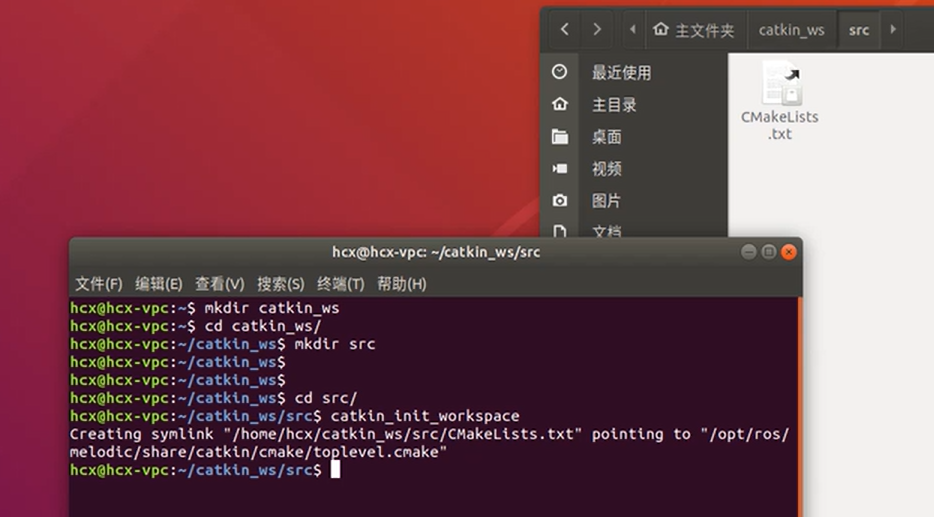 主文件夹 catkin_ws src
最近使用
主目录
桌面
视频
图片
文档
CMakeLists
.txt
hcx@hcx-vpc: ~/catkin_ws/src
文件(F) 编辑(E) 查看(V) 搜索(S) 终端(T) 帮助(H)
hcx@hcx-vpc:~$ mkdir catkin_ws
hcx@hcx-vpc:~$ cd catkin_ws/
hcx@hcx-vpc:~/catkin_ws$ mkdir src
hcx@hcx-vpc:~/catkin_ws$
hcx@hcx-vpc:~/catkin_ws$
hcx@hcx-vpc:~/catkin_ws$ cd src/
hcx@hcx-vpc:~/catkin_ws/src$ catkin_init_workspace
Creating symlink "/home/hcx/catkin_ws/src/CMakeLists.txt" pointing to "/opt/ros/
melodic/share/catkin/cmake/toplevel.cmake"
hcx@hcx-vpc:~/catkin_ws/src$